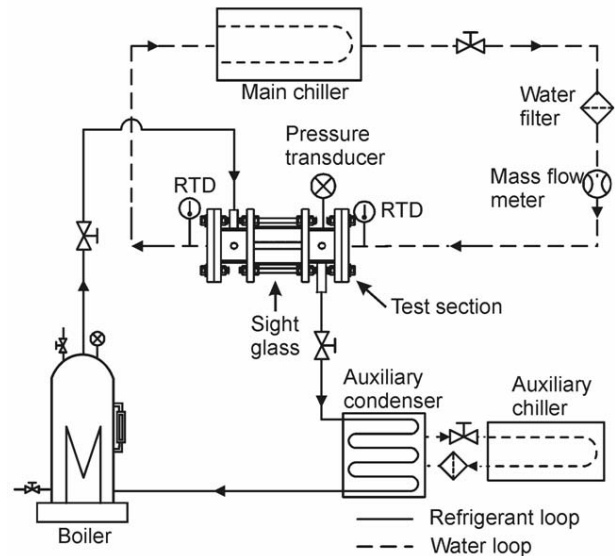 Main chiller
Water
filter
Pressure
transducer
Mass flow
meter
RTD
RTD
Test section
Sight
glass
Auxiliary
condenser
Auxiliary
chiller
Boiler
Refrigerant loop
Water loop